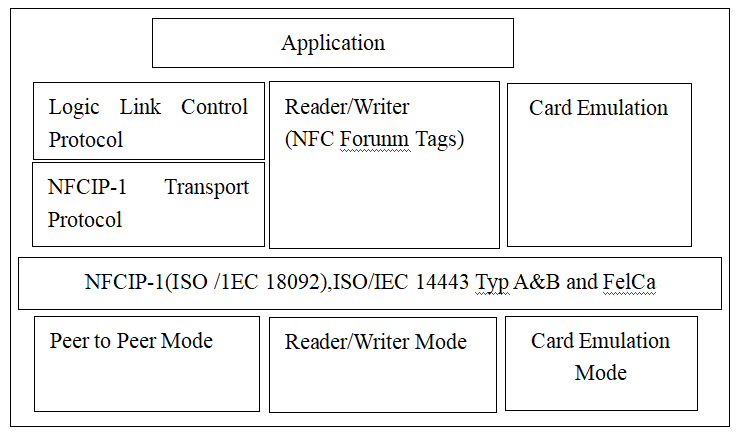 Application
Logic Link Control
Protocol
Reader/Writer
(NFC Forunm Tags)
Card Emulation
NFCIP-1 Transport
Protocol
NFCIP-1(ISO /1EC 18092),ISO/IEC 14443 Typ A&B and FelCa
Peer to Peer Mode
Reader/Writer Mode
Card Emulation
Mode